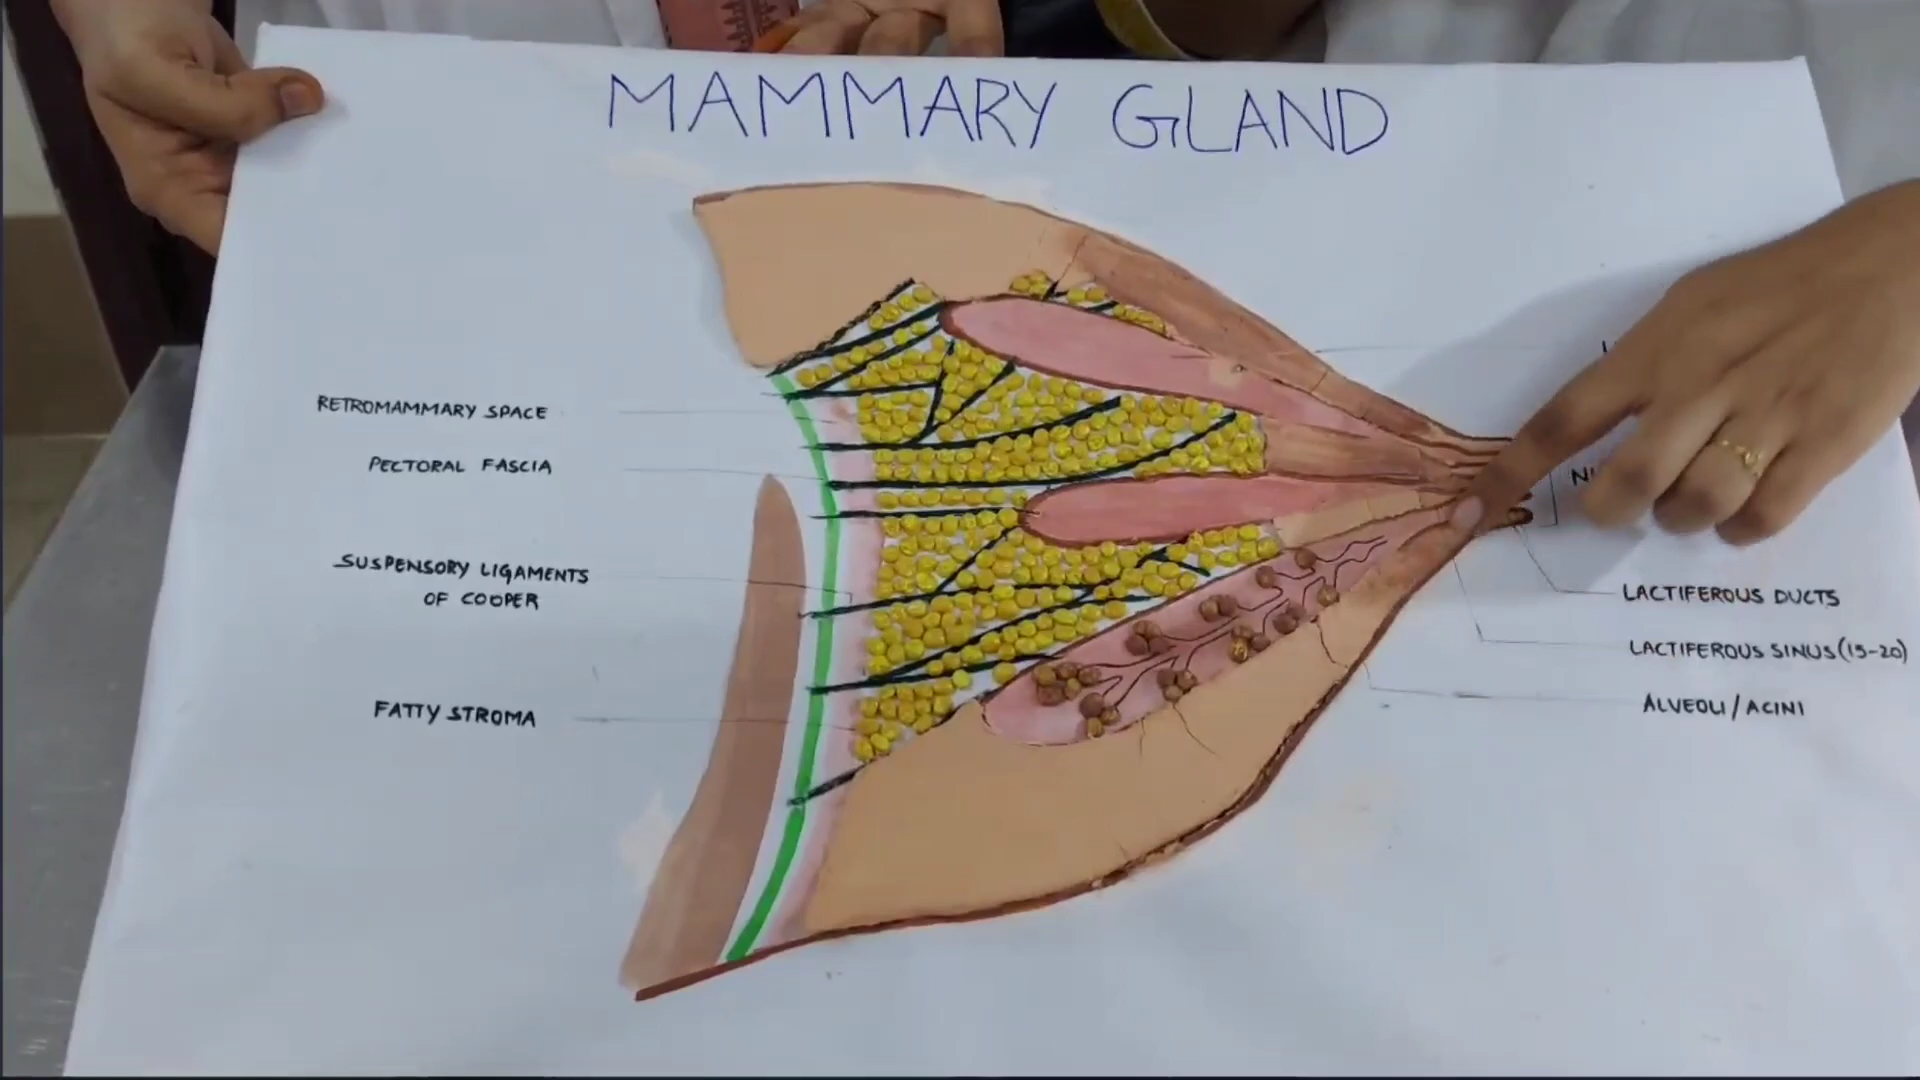 MAMMARY GLAND
RETROMAMMARY SPACE
PECTORAL FASCIA
SUSPENSORY LIGAMENTS
OF COOPER
FATTY STROMA
LACTIFEROUS DUCTS
LACTIFEROUS SINUS (15-20)
ALVEOLI/ACINI